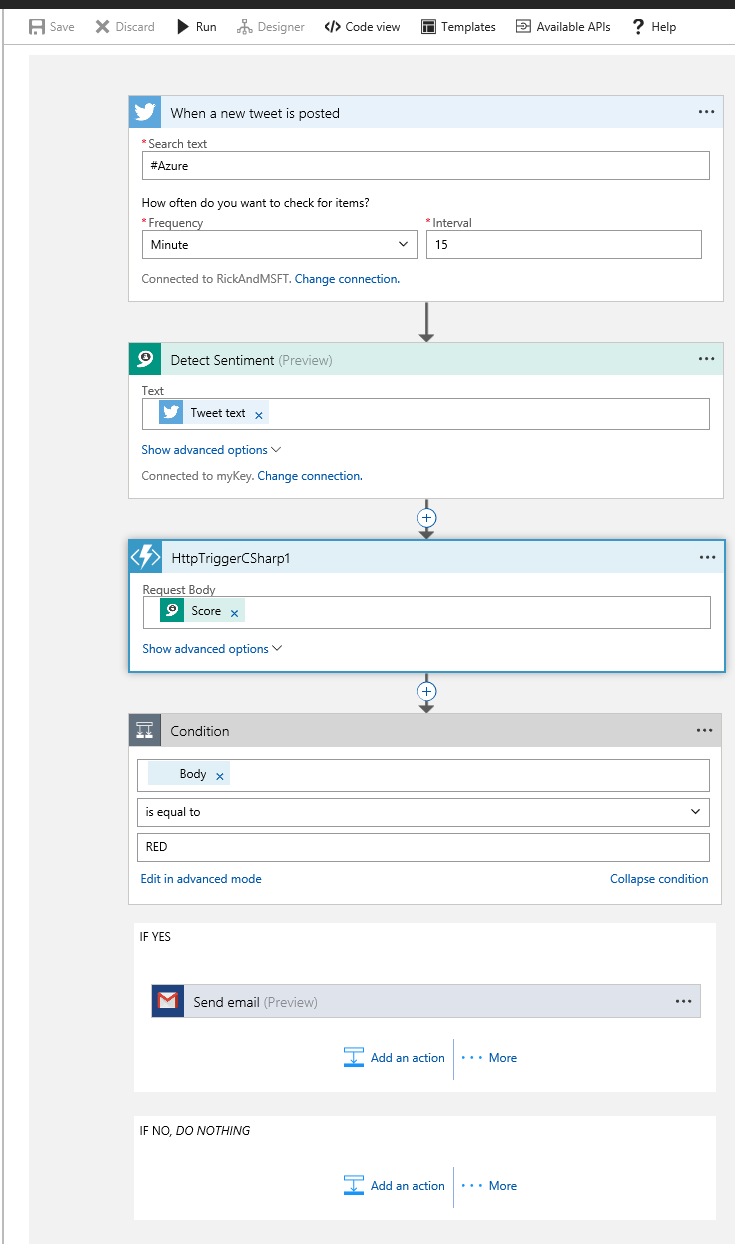 Save Discard Run Designer Code view Templates Available APIs ? Help
When a new tweet is posted ...
*Search text
#Azure
How often do you want to check for items?
*Frequency *Interval
Minute 15
Connected to RickAndMSFT. Change connection.
Detect Sentiment (Preview) ...
Text
Tweet text ×
Show advanced options
Connected to myKey. Change connection.
HttpTriggerCSharp1 ...
Request Body
Score ×
Show advanced options
Condition ...
Body ×
is equal to
RED
Edit in advanced mode Collapse condition
IF YES
Send email (Preview) ...
Add an action ... More
IF NO, DO NOTHING
Add an action ... More